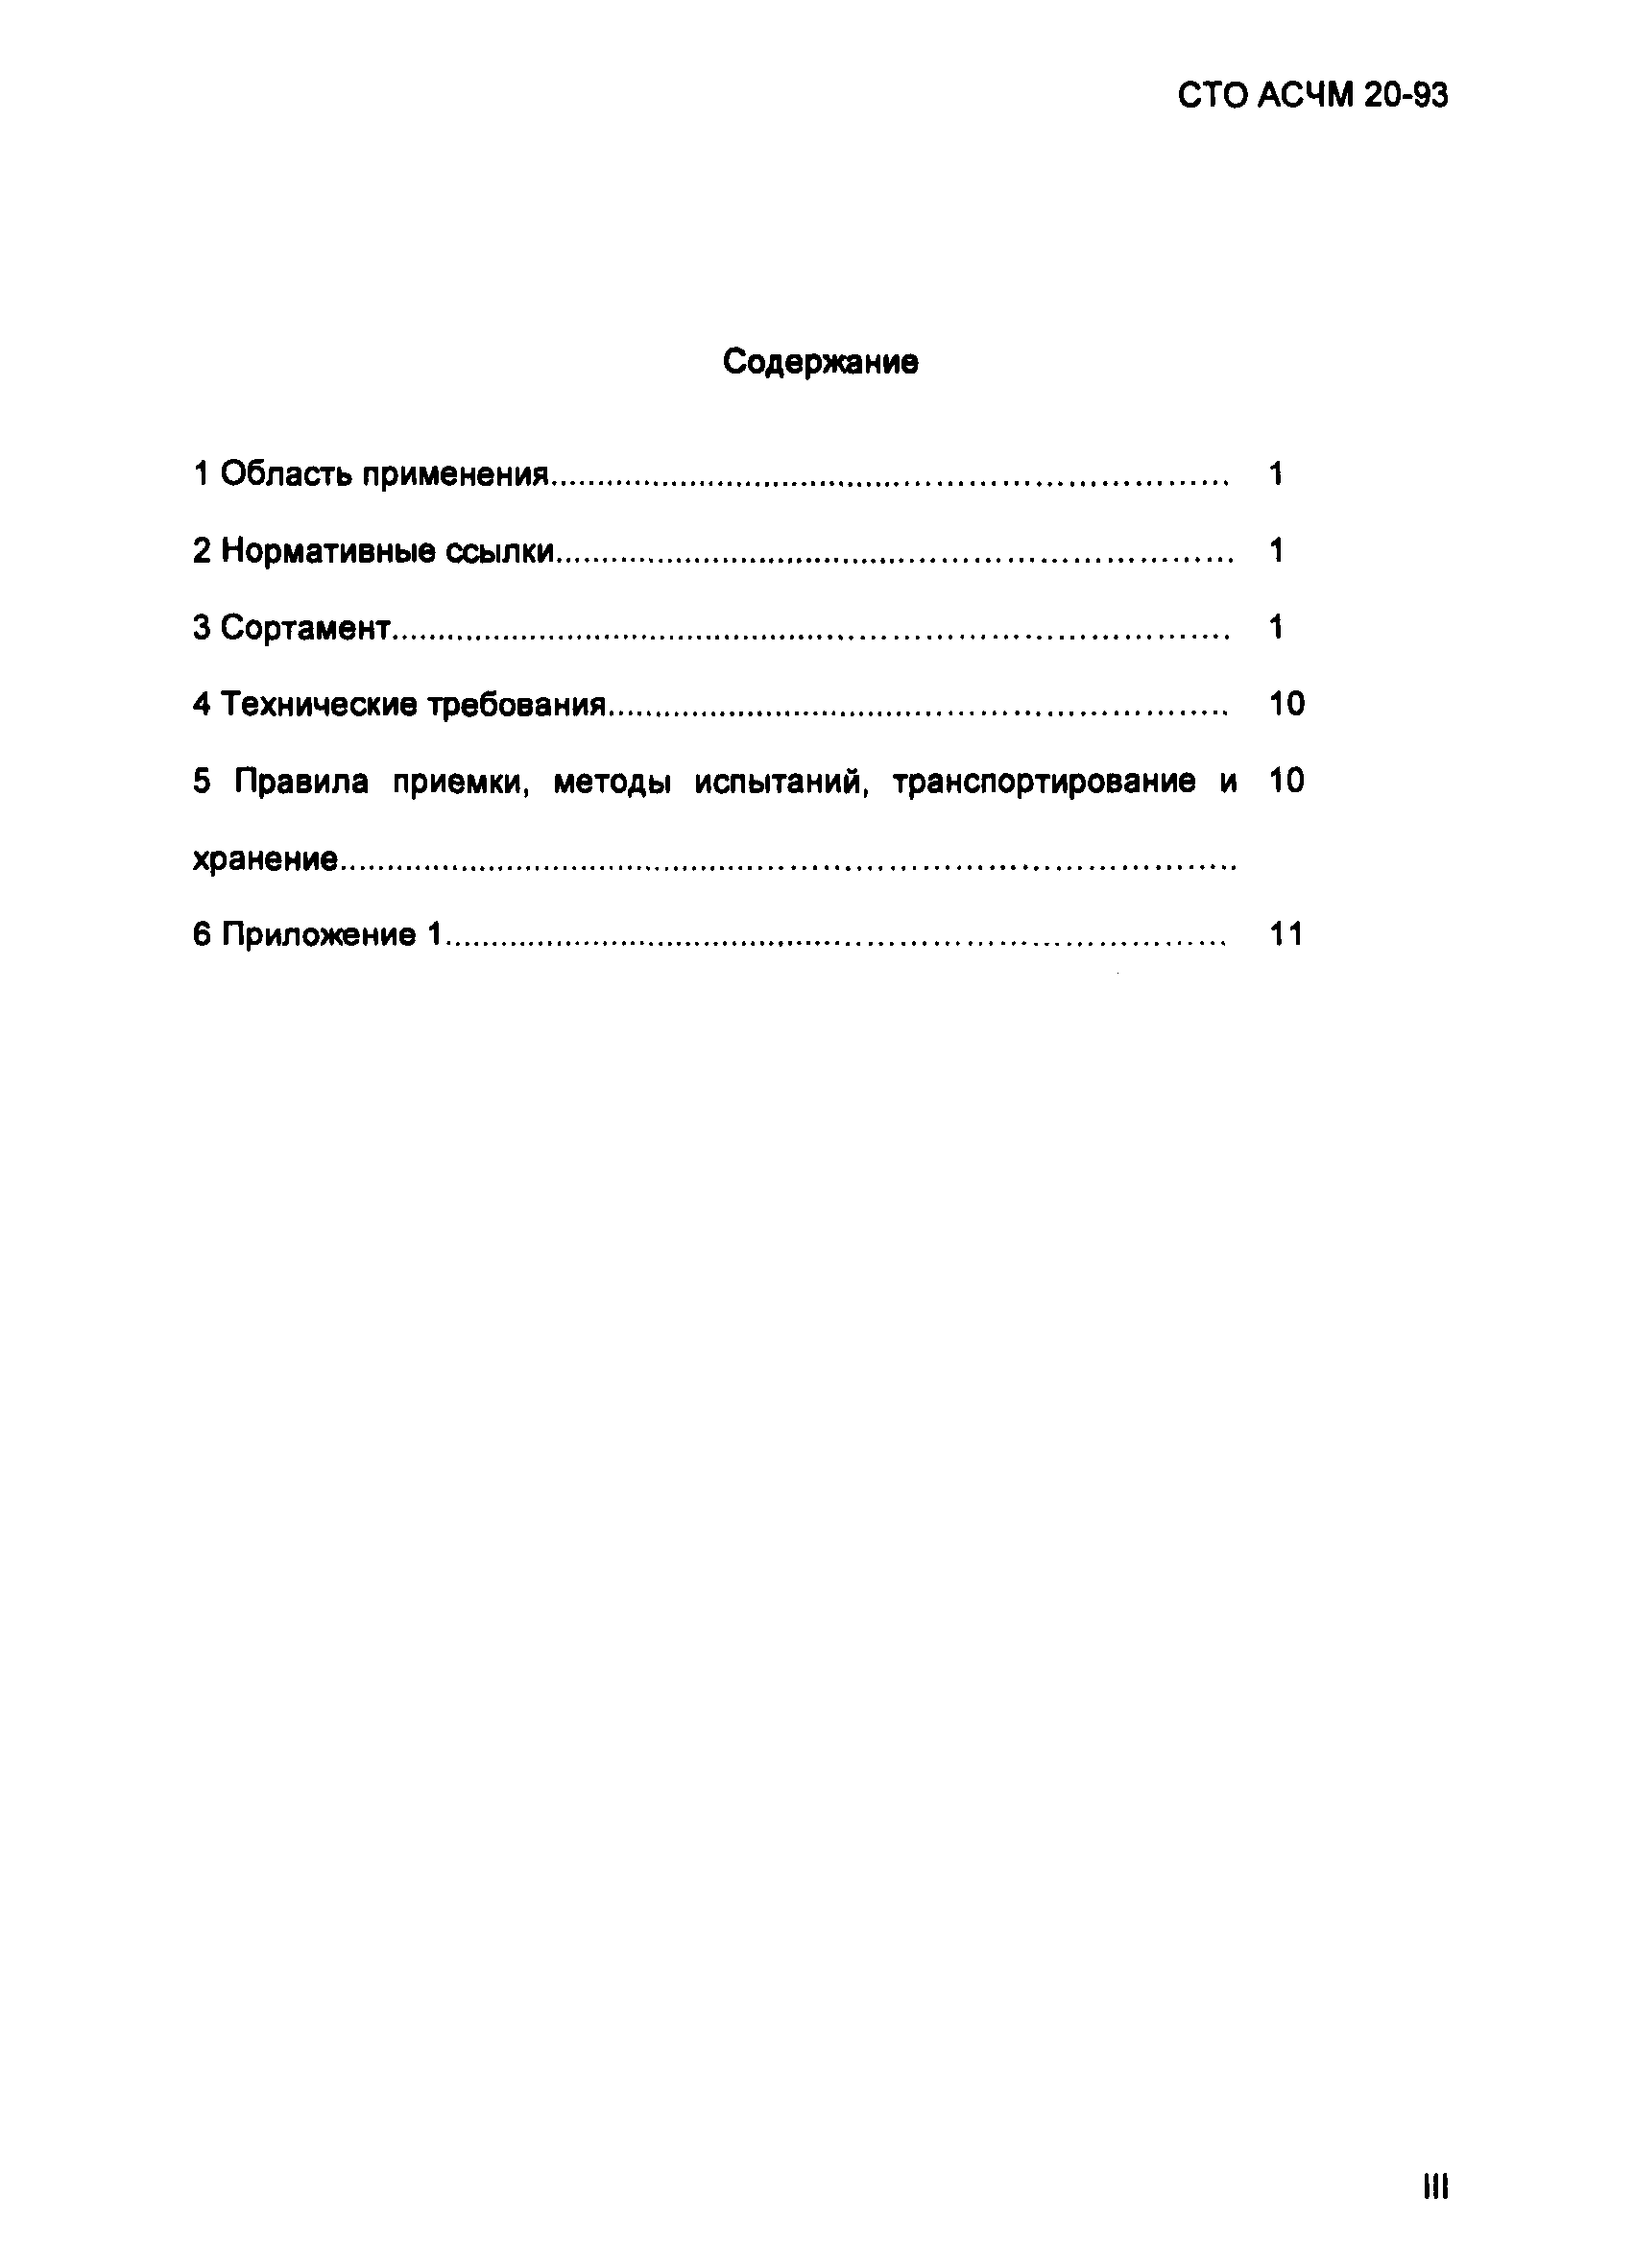 СТО АСЧМ 20-93
Содержание
1 Область применения........................................ 1
2 Нормативные ссылки........................................ 1
3 Сортамент........................................ 1
4 Технические требования........................................ 10
5 Правила приемки, методы испытаний, транспортирование и 10
хранение........................................
6 Приложение 1........................................ 11
III